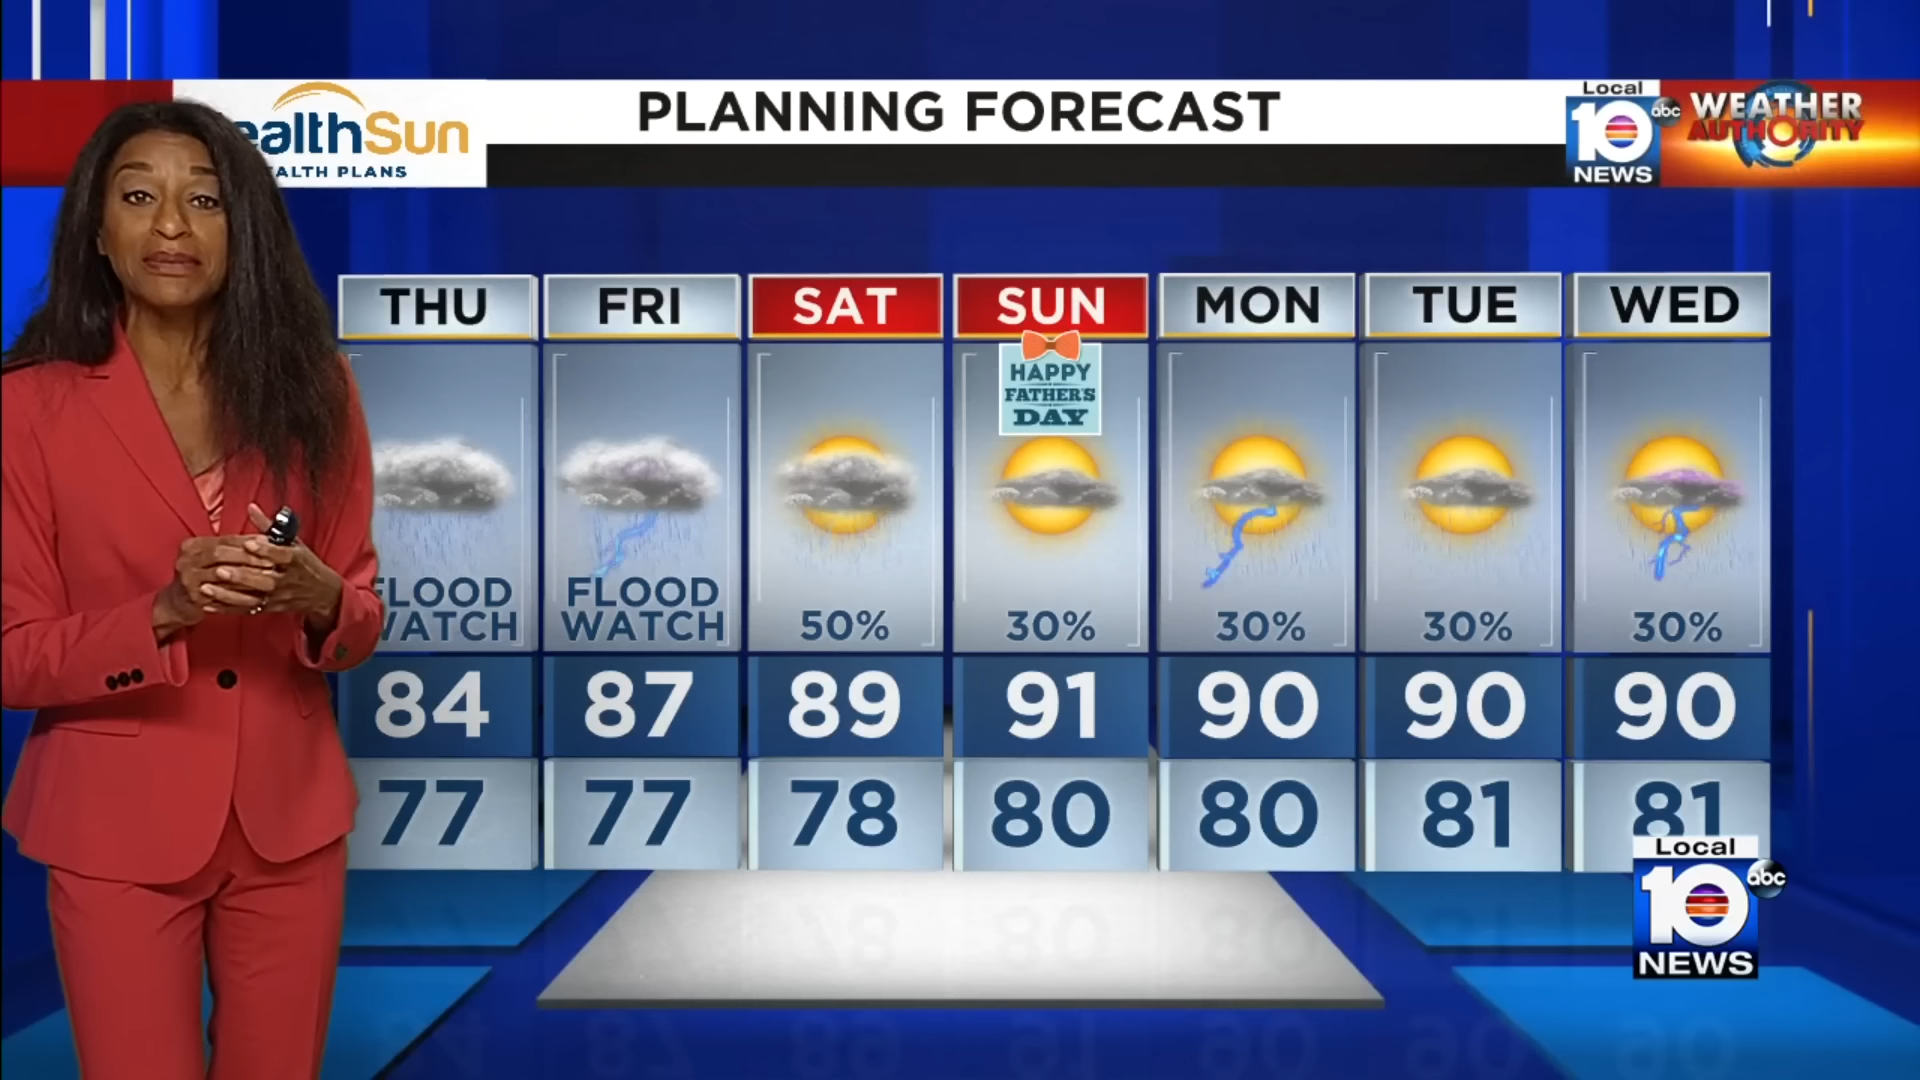 ealthSun
EALTH PLANS
PLANNING FORECAST
Local
10 abc
NEWS
WEATHER
AUTHORITY
THU FRI SAT SUN MON TUE WED
HAPPY
FATHER'S
DAY
FLOOD FLOOD
WATCH WATCH
50% 30% 30% 30% 30%
84 87 89 91 90 90 90
77 77 78 80 80 81 81
Local
10 abc
NEWS